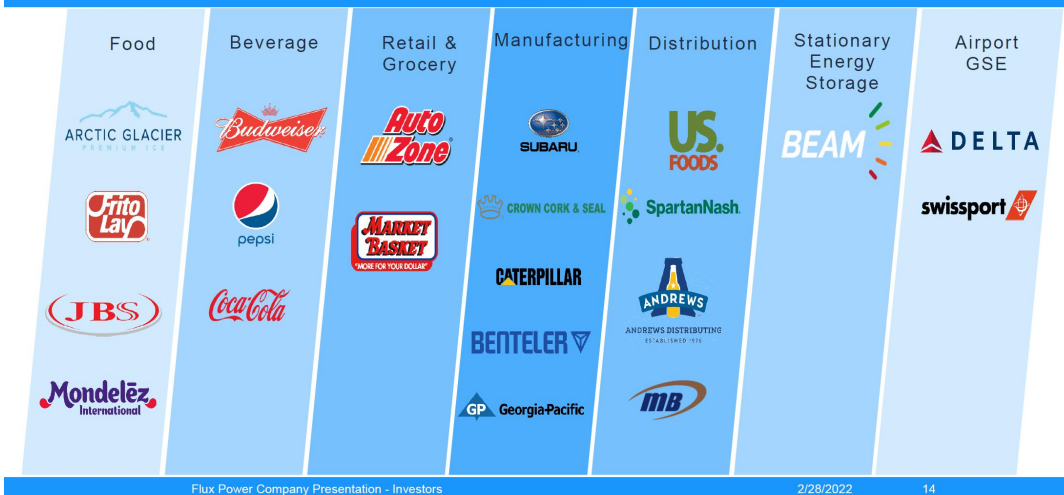 Food
Beverage
Retail &
Grocery
Manufacturing
Distribution
Stationary
Energy
Storage
Airport
GSE
ARCTIC GLACIER
PREMIUM ICE
Frito
Lay
JBS
Mondelēz
International
Budweiser
pepsi
Coca-Cola
Auto
Zone
MARKET
BASKET
"MORE FOR YOUR DOLLAR"
SUBARU
CROWN CORK & SEAL
CATERPILLAR
BENTELER
GP Georgia-Pacific
US.
FOODS
SpartanNash
ANDREWS
ANDREWS DISTRIBUTING
ESTABLISHED 1976
MB
BEAM
DELTA
swissport
Flux Power Company Presentation - Investors
2/28/2022
14